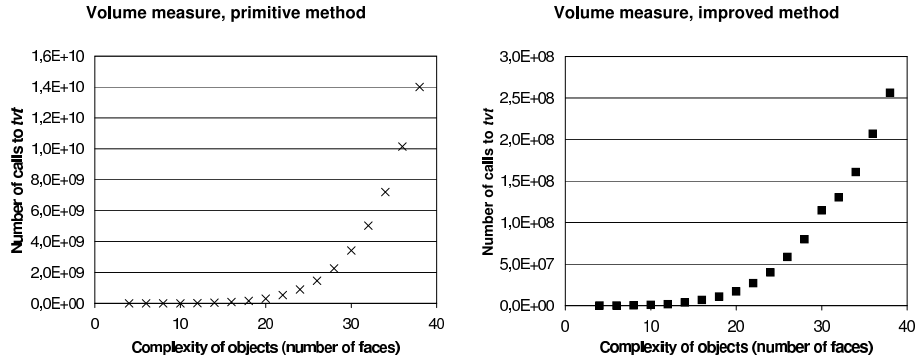 Volume measure, primitive method
1,6E+10
1,4E+10
1,2E+10
1,0E+10
8,0E+09
6,0E+09
4,0E+09
2,0E+09
0,0E+00
Number of calls to tvt
0 10 20 30 40
Complexity of objects (number of faces)
Volume measure, improved method
3,0E+08
2,5E+08
2,0E+08
1,5E+08
1,0E+08
5,0E+07
0,0E+00
Number of calls to tvt
0 10 20 30 40
Complexity of objects (number of faces)